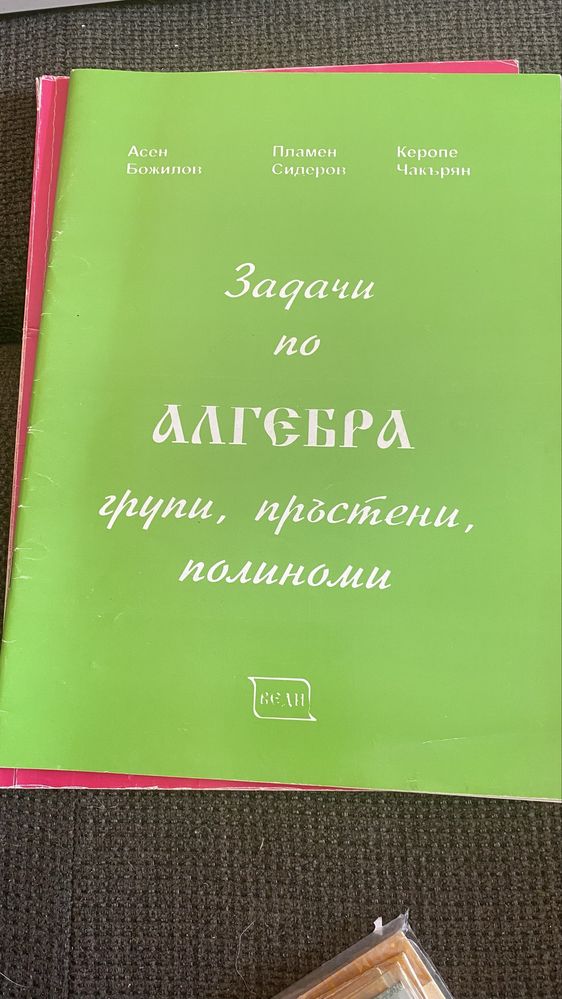 Асен Пламен Керопе
Божилов Сидеров Чакърян
Задачи
по
АЛГЕБРА
групи, пръстени,
полиноми
ВЕДИ